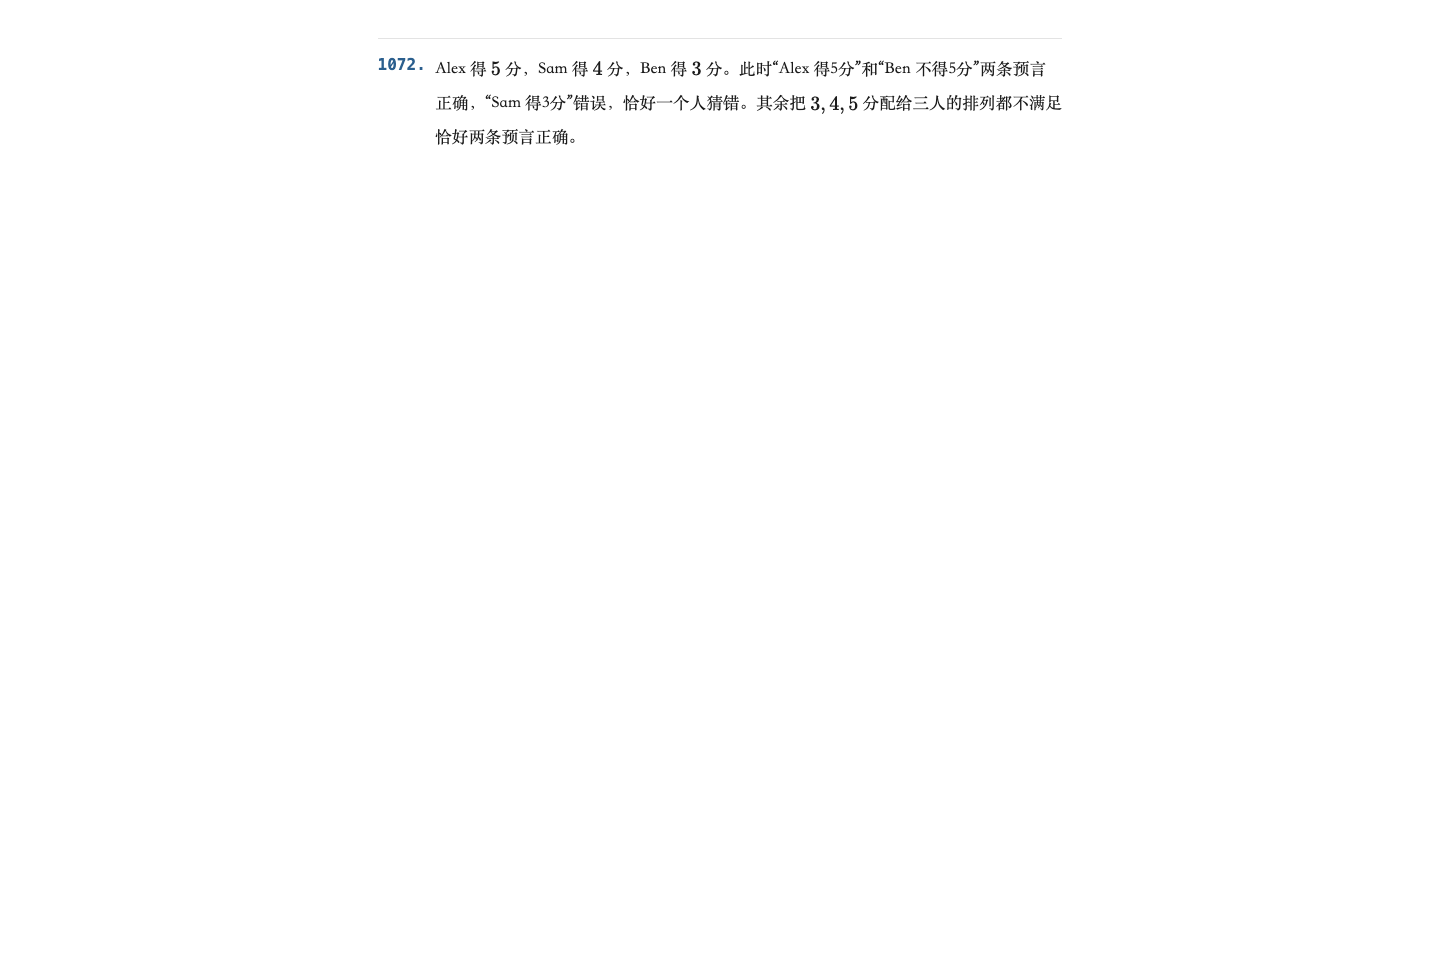 1072. Alex 得 5 分，Sam 得 4 分，Ben 得 3 分。此时“Alex 得5分”和“Ben 不得5分”两条预言
正确，“Sam 得3分”错误，恰好一个人猜错。其余把 3, 4, 5 分配给三人的排列都不满足
恰好两条预言正确。